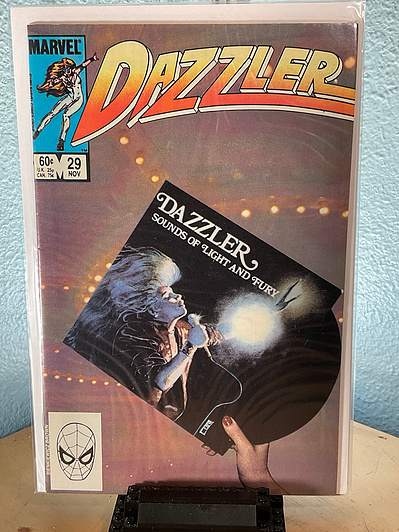 MARVEL®
DAZZLER
60¢
U.K. 25p
CAN. 75¢
29
NOV
DAZZLER
SOUNDS OF LIGHT AND FURY